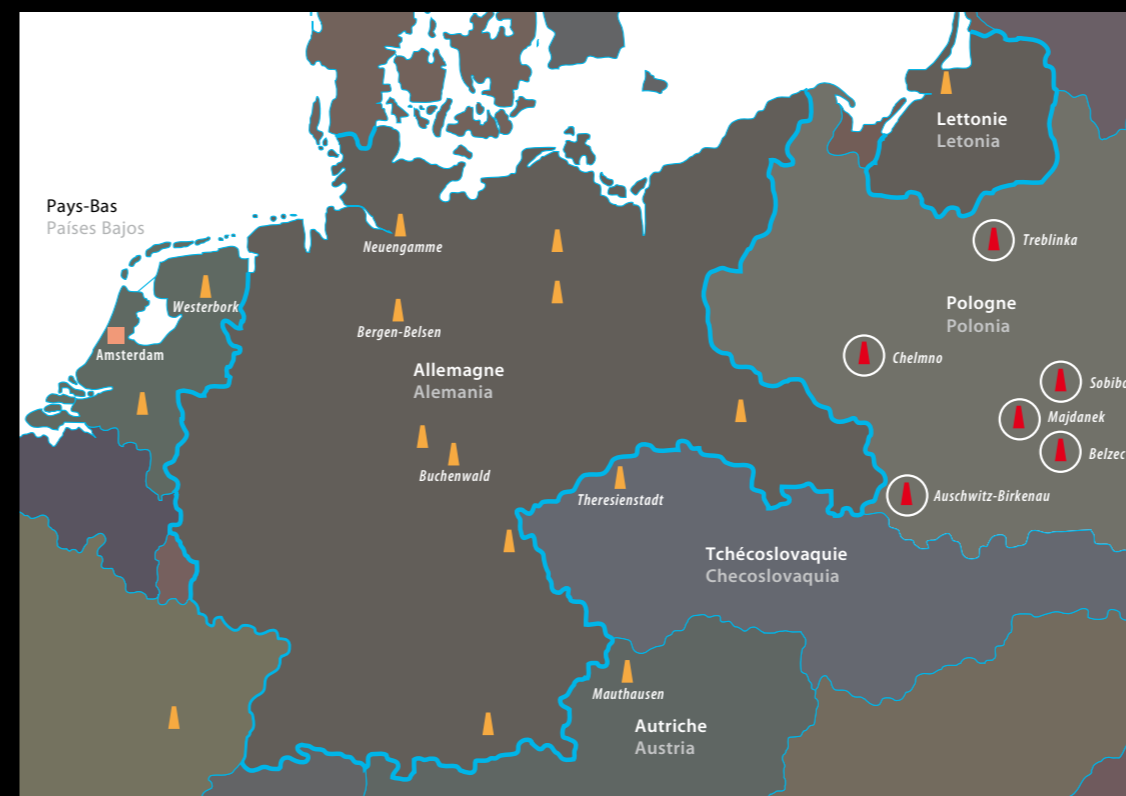 Lettonie
Letonia
Pays-Bas
Países Bajos
Neuengamme
Treblinka
Westerbork
Pologne
Polonia
Bergen-Belsen
Amsterdam
Chelmno
Allemagne
Alemania
Majdanek
Belzec
Buchenwald
Theresienstadt
Auschwitz-Birkenau
Tchécoslovaquie
Checoslovaquia
Mauthausen
Autriche
Austria